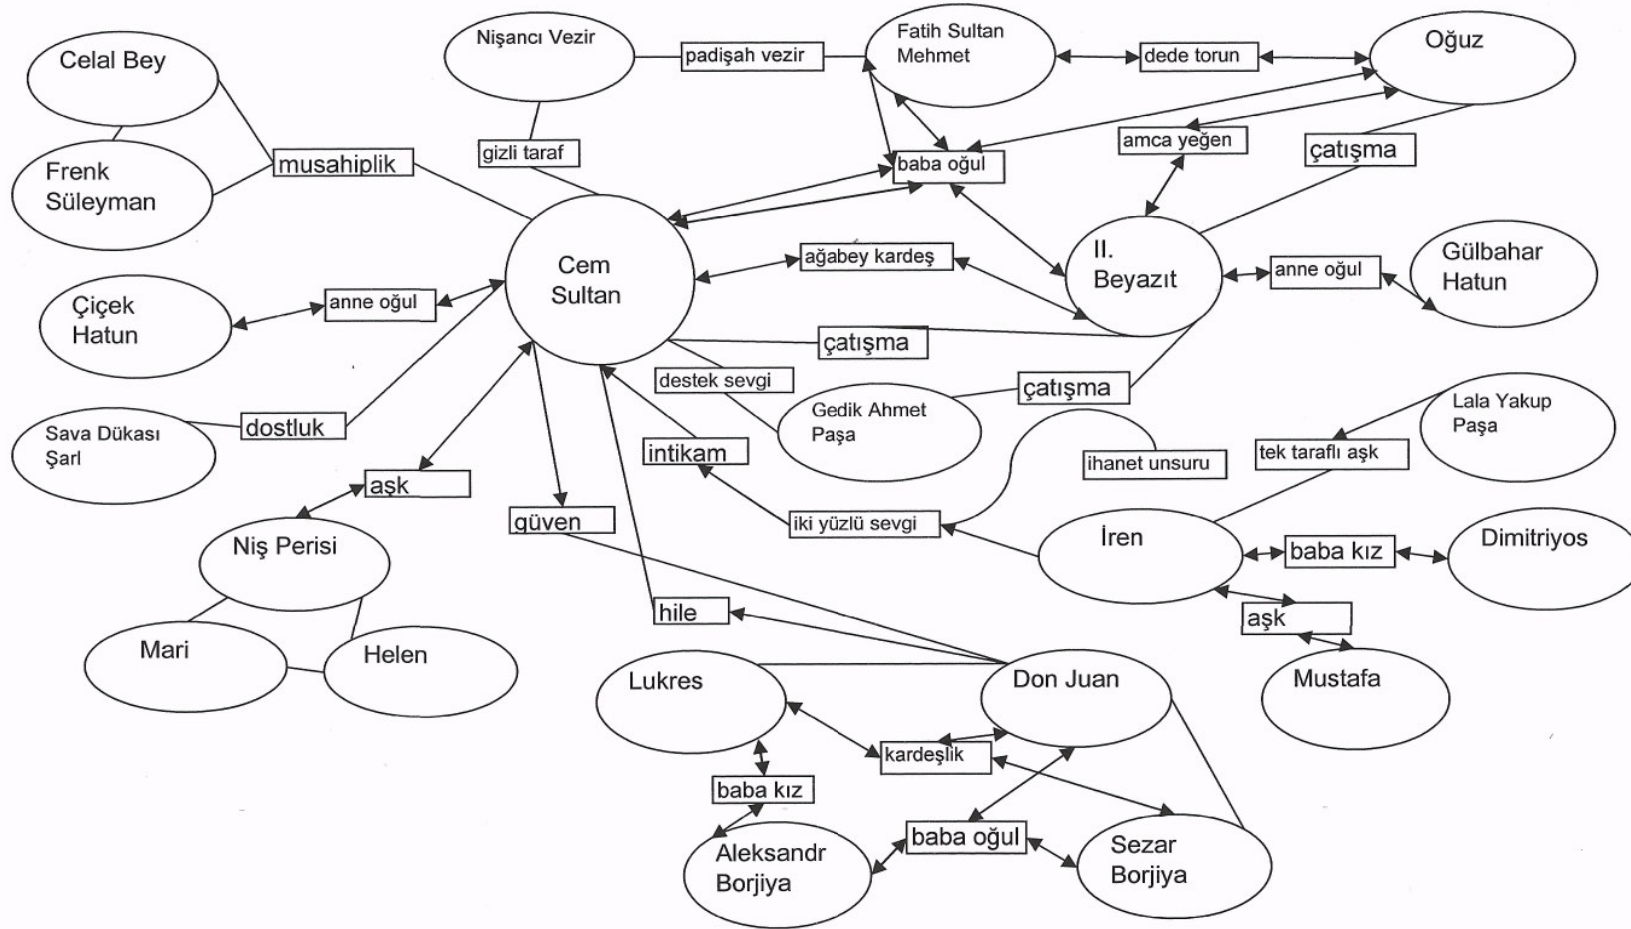 Celal Bey
Nişancı Vezir
padişah vezir
Fatih Sultan
Mehmet
dede torun
Oğuz
Frenk
Süleyman
musahiplik
gizli taraf
baba oğul
amca yeğen
çatışma
Çiçek
Hatun
anne oğul
Cem
Sultan
ağabey kardeş
II.
Beyazıt
anne oğul
Gülbahar
Hatun
çatışma
destek sevgi
Gedik Ahmet
Paşa
çatışma
Lala Yakup
Paşa
Sava Dükası
Şarl
dostluk
intikam
ihanet unsuru
tek taraflı aşk
aşk
güven
iki yüzlü sevgi
Niş Perisi
İren
baba kız
Dimitriyos
hile
aşk
Mari
Helen
Lukres
Don Juan
Mustafa
kardeşlik
baba kız
baba oğul
Aleksandr
Borjiya
Sezar
Borjiya